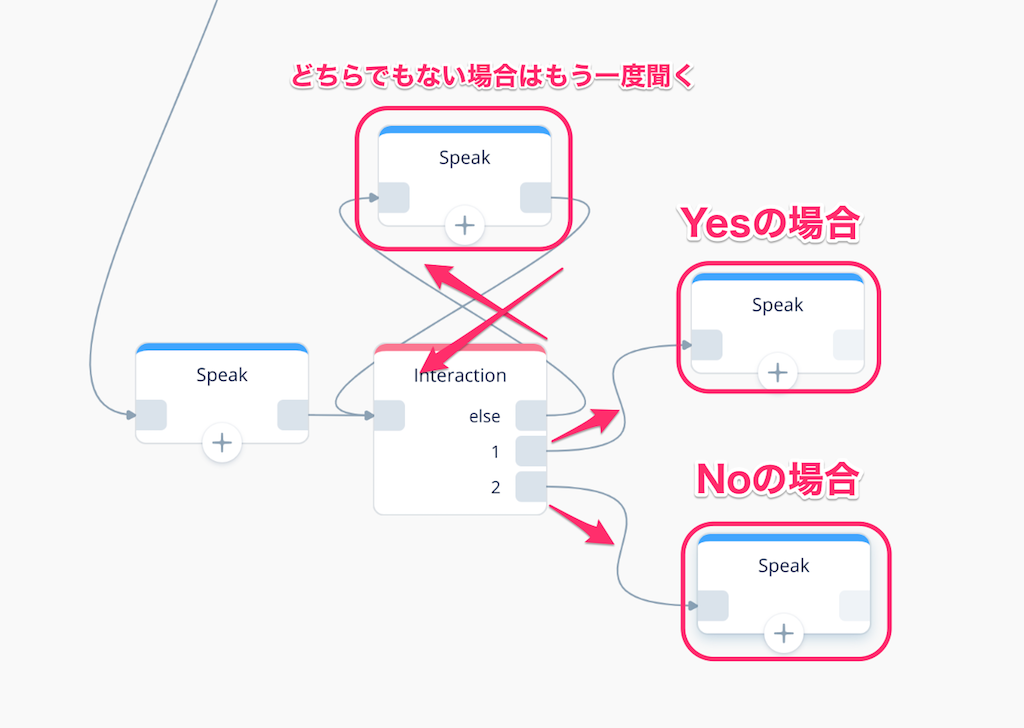 どちらでもない場合はもう一度聞く
Speak
Yesの場合
Speak
Speak
Interaction
else
1
2
Noの場合
Speak